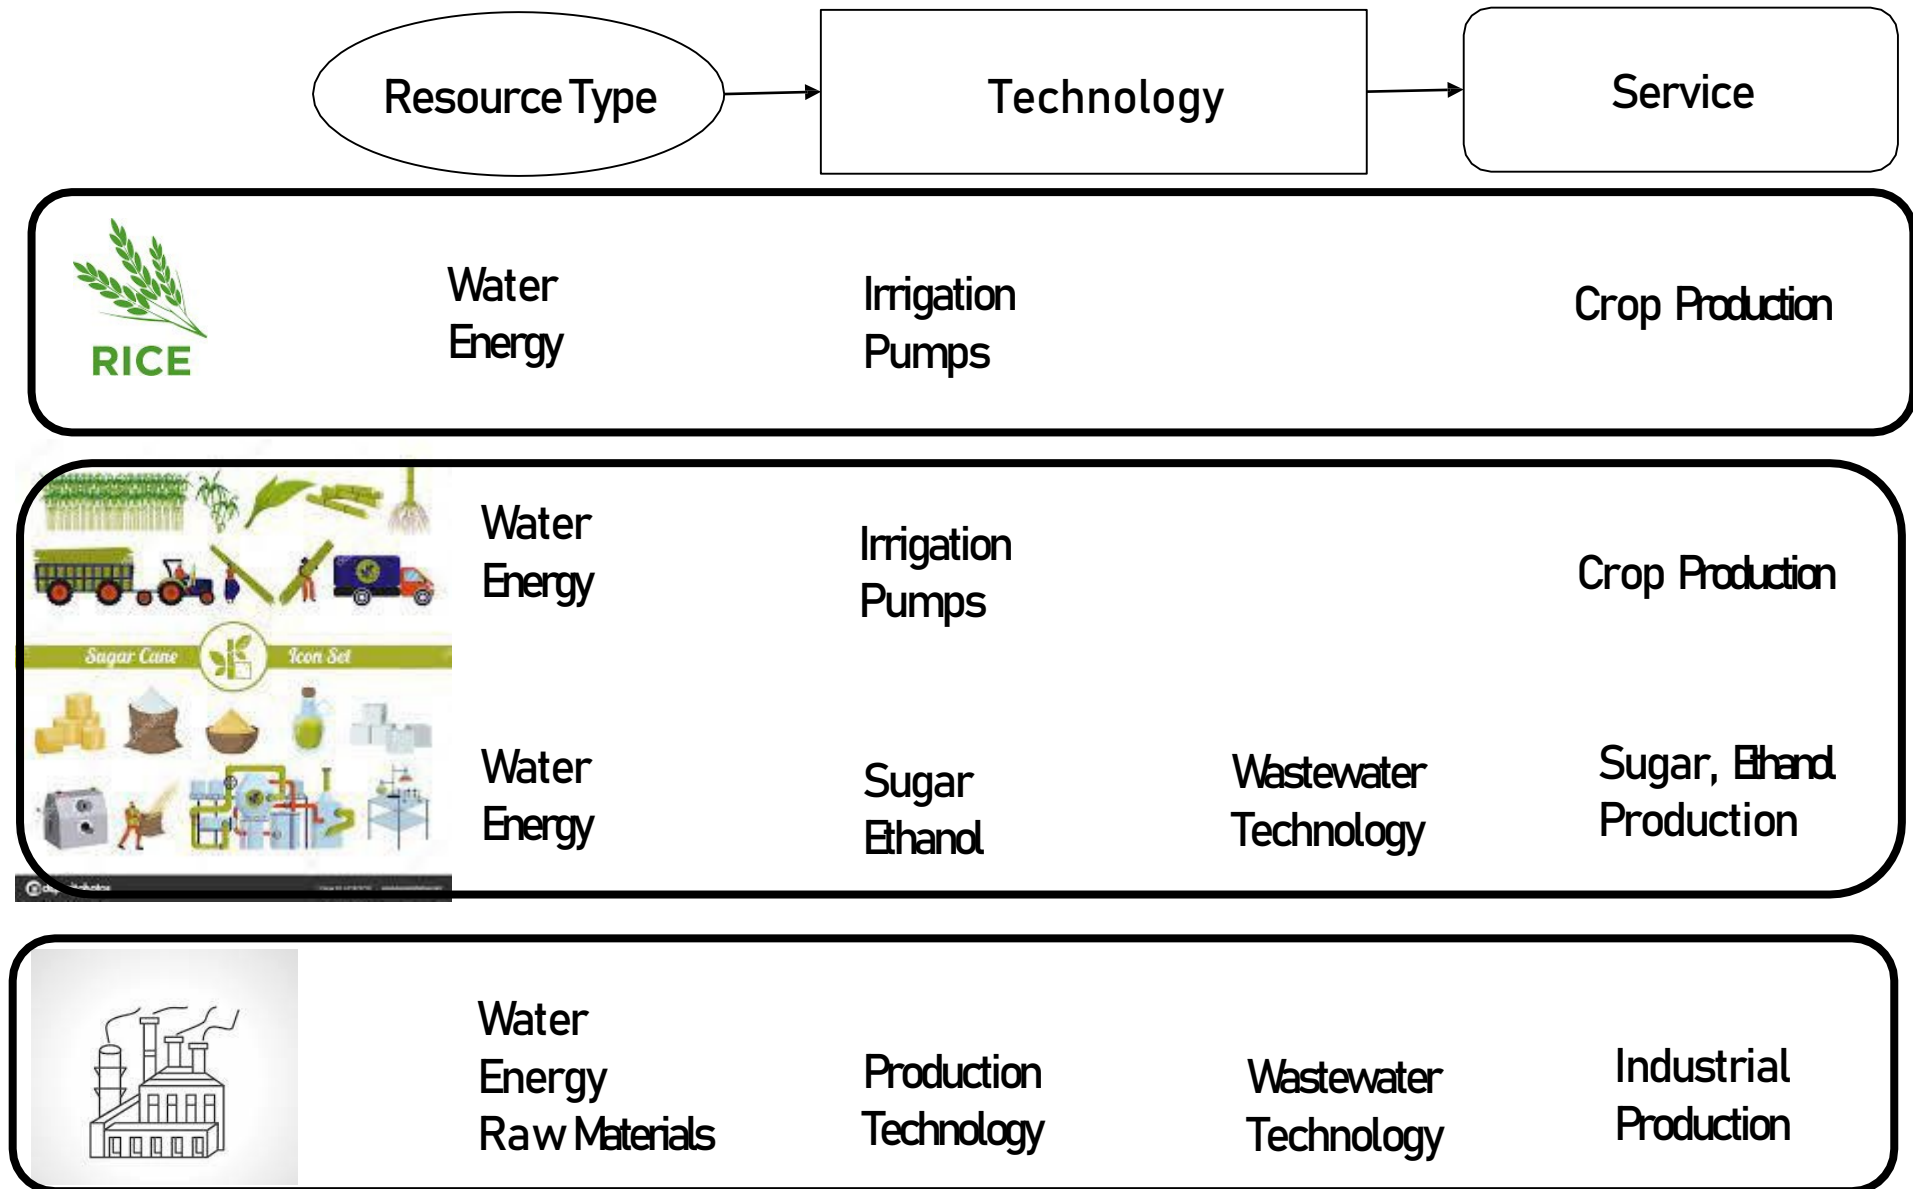 Resource Type
Technology
Service
RICE
Water
Energy
Irrigation
Pumps
Crop Production
Water
Energy
Irrigation
Pumps
Crop Production
Sugar Cane
Icon Set
Water
Energy
Sugar
Ethanol
Wastewater
Technology
Sugar, Ethanol
Production
Water
Energy
Raw Materials
Production
Technology
Wastewater
Technology
Industrial
Production